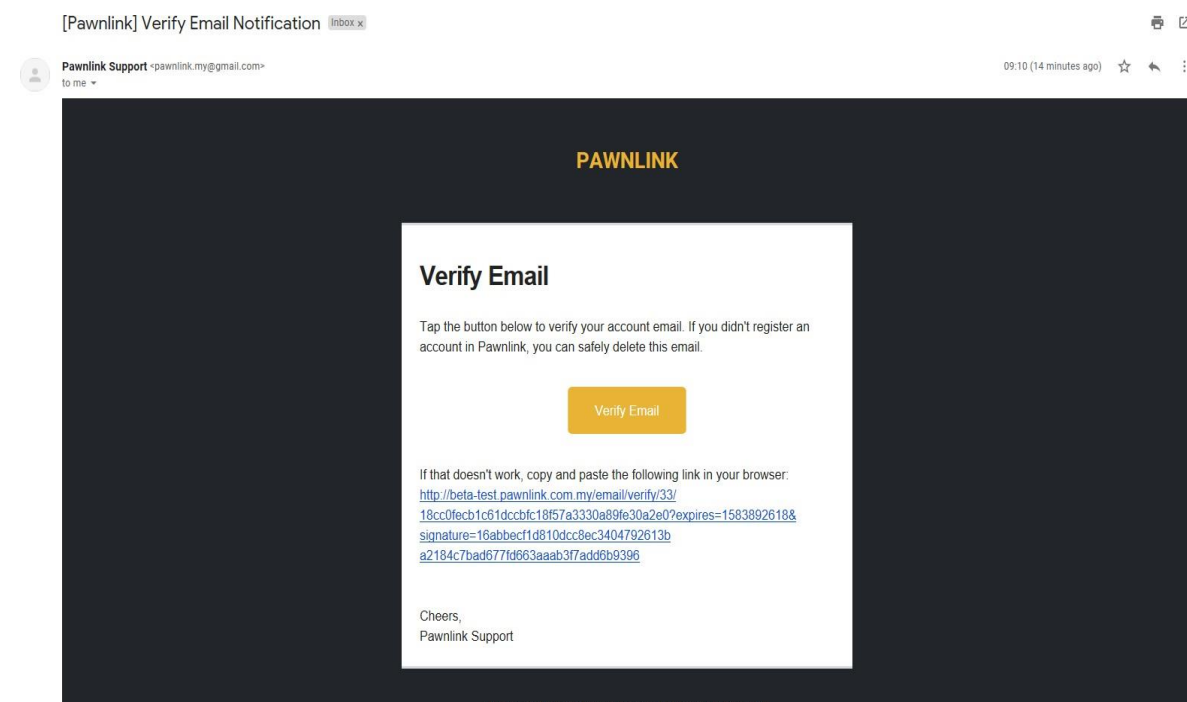 [Pawnlink] Verify Email Notification Inbox x
Pawnlink Support <pawnlink.my@gmail.com>
09:10 (14 minutes ago)
to me
PAWNLINK
Verify Email
Tap the button below to verify your account email. If you didn't register an
account in Pawnlink, you can safely delete this email.
Verify Email
If that doesn't work, copy and paste the following link in your browser:
http://beta-test.pawnlink.com.my/email/verify/33/
18cc0fecb1c61dccbfc18f57a3330a89fe30a2e0?expires=1583892618&
signature=16abbecf1d810dcc8ec3404792613b
a2184c7bad677fd663aaab3f7add6b9396
Cheers,
Pawnlink Support